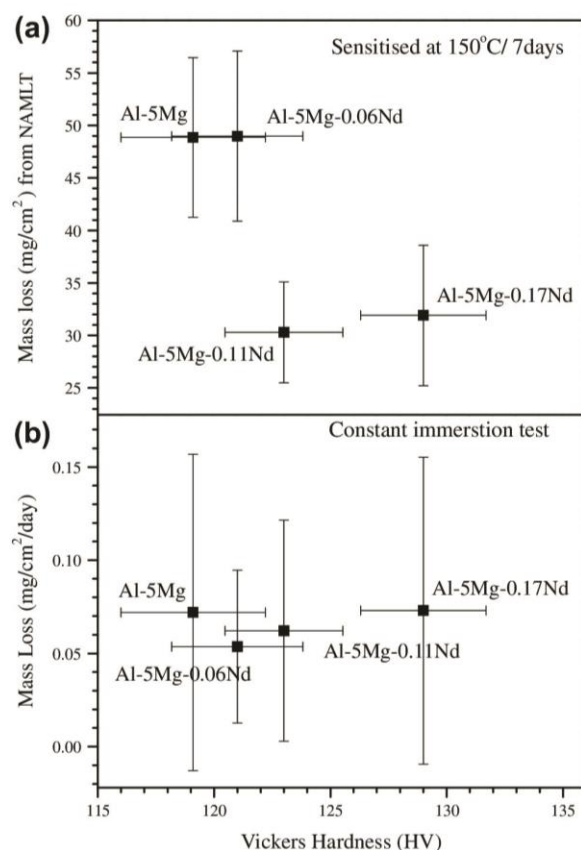 (a)
Sensitised at 150°C/ 7days
Al-5Mg
Al-5Mg-0.06Nd
Al-5Mg-0.17Nd
Al-5Mg-0.11Nd
Mass loss (mg/cm²) from NAMLT
60
55
50
45
40
35
30
25
(b)
Constant immerstion test
Al-5Mg
Al-5Mg-0.17Nd
Al-5Mg-0.11Nd
Al-5Mg-0.06Nd
Mass Loss (mg/cm²/day)
0.15
0.10
0.05
0.00
115 120 125 130 135
Vickers Hardness (HV)